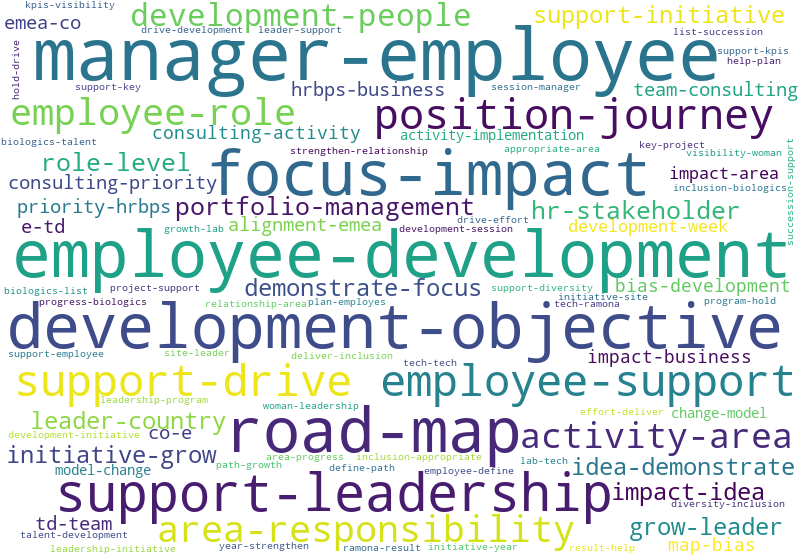 kpis-visibility
development-people
support-initiative
emea-co
drive-development
leader-support
list-succession
manager-employee
hold-drive
support-kpis
help-plan
support-key
hrbps-business
session-manager
team-consulting
employee-role
position-journey
consulting-activity
activity-implementation
biologics-talent
strengthen-relationship
appropriate-area
key-project
visibility-woman
succession-support
role-level
focus-impact
impact-area
consulting-priority
inclusion-biologics
priority-hrbps
portfolio-management
hr-stakeholder
e-td
growth-lab
alignment-emea
drive-effort
development-session
development-week
employee-development
biologics-list
project-support
demonstrate-focus
support-diversity
bias-development
progress-biologics
relationship-area
plan-employes
initiative-site
tech-ramona
program-hold
development-objective
support-employee
site-leader
deliver-inclusion
tech-tech
impact-business
support-drive
employee-support
leadership-program
woman-leadership
effort-deliver
change-model
leader-country
road-map
activity-area
development-initiative
co-e
initiative-grow
area-progress
inclusion-appropriate
model-change
path-growth
define-path
employee-define
lab-tech
idea-demonstrate
support-leadership
impact-idea
diversity-inclusion
td-team
area-responsibility
grow-leader
talent-development
leadership-initiative
year-strengthen
ramona-result
initiative-year
result-help
map-bias